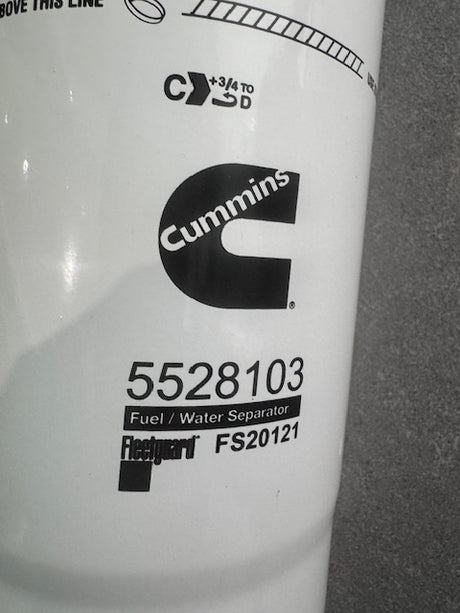 BOVE THIS LINE
C +3/4 TO
D
Cummins
®
5528103
Fuel / Water Separator
Fleetguard FS20121